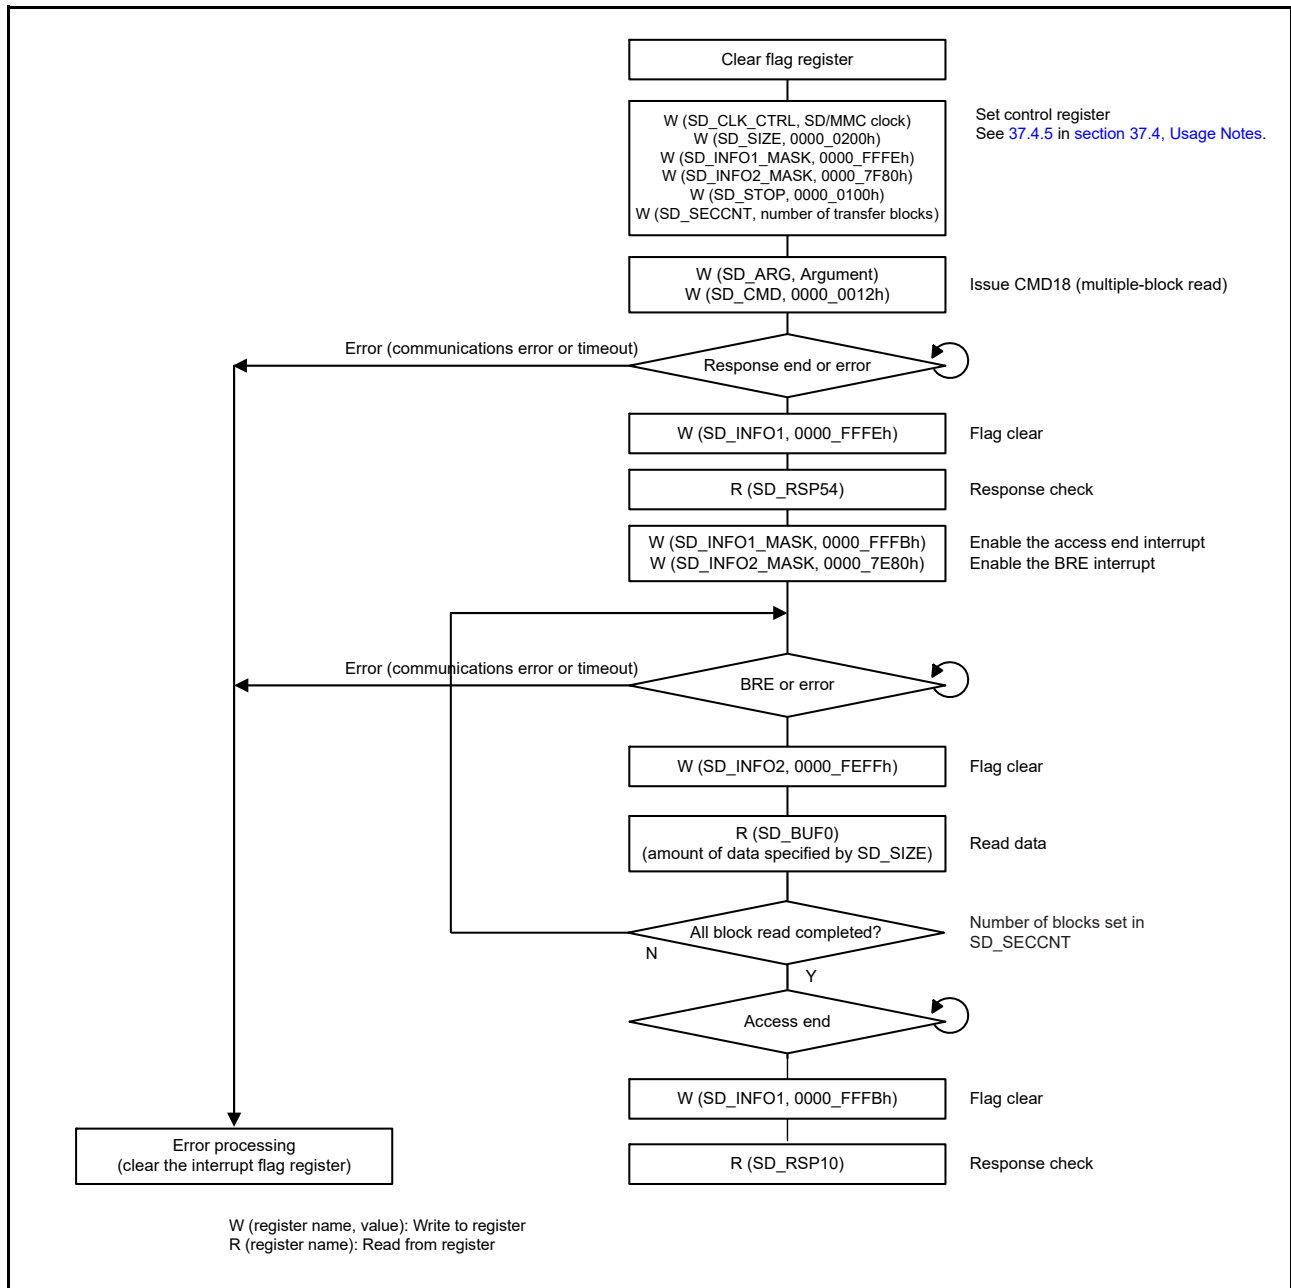 Clear flag register
W (SD_CLK_CTRL, SD/MMC clock)
W (SD_SIZE, 0000_0200h)
W (SD_INFO1_MASK, 0000_FFFEh)
W (SD_INFO2_MASK, 0000_7F80h)
W (SD_STOP, 0000_0100h)
W (SD_SECCNT, number of transfer blocks)
Set control register
See 37.4.5 in section 37.4, Usage Notes.
W (SD_ARG, Argument)
W (SD_CMD, 0000_0012h)
Issue CMD18 (multiple-block read)
Error (communications error or timeout)
Response end or error
W (SD_INFO1, 0000_FFFEh)
Flag clear
R (SD_RSP54)
Response check
W (SD_INFO1_MASK, 0000_FFFBh)
W (SD_INFO2_MASK, 0000_7E80h)
Enable the access end interrupt
Enable the BRE interrupt
Error (communications error or timeout)
BRE or error
W (SD_INFO2, 0000_FEFFh)
Flag clear
R (SD_BUF0)
(amount of data specified by SD_SIZE)
Read data
All block read completed?
Number of blocks set in
SD_SECCNT
N
Y
Access end
W (SD_INFO1, 0000_FFFBh)
Flag clear
Error processing
(clear the interrupt flag register)
R (SD_RSP10)
Response check
W (register name, value): Write to register
R (register name): Read from register